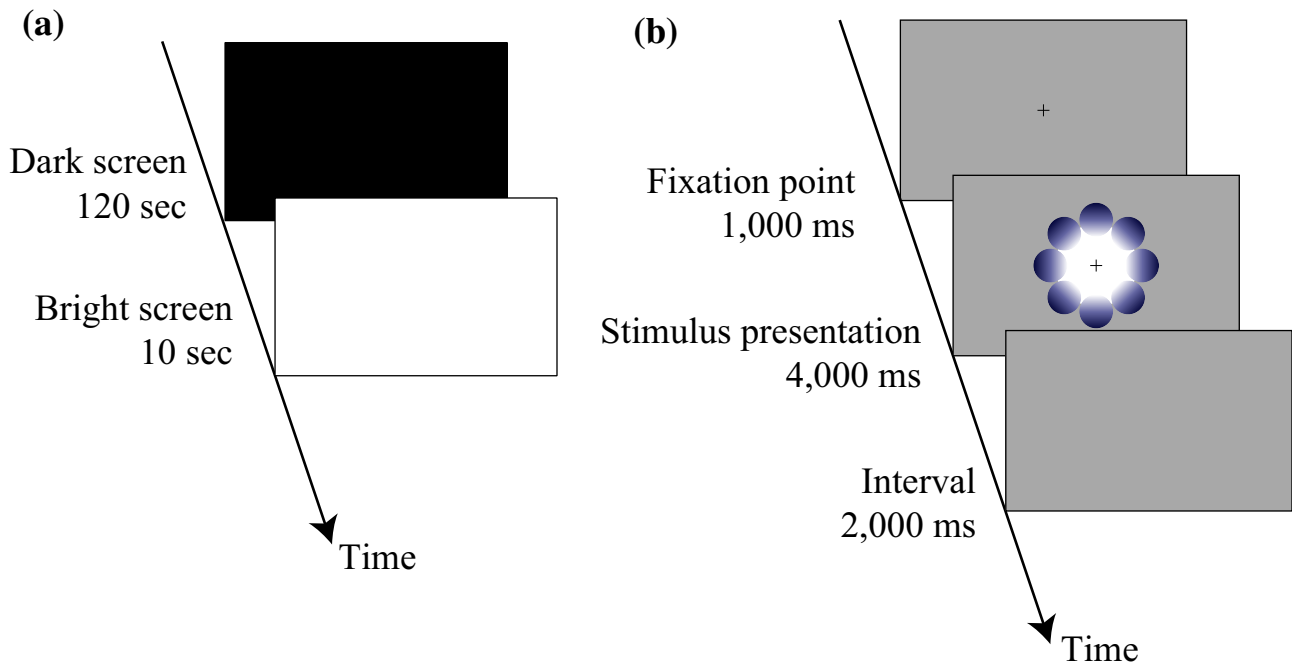 (a)
Dark screen
120 sec
Bright screen
10 sec
Time
(b)
Fixation point
1,000 ms
Stimulus presentation
4,000 ms
Interval
2,000 ms
Time